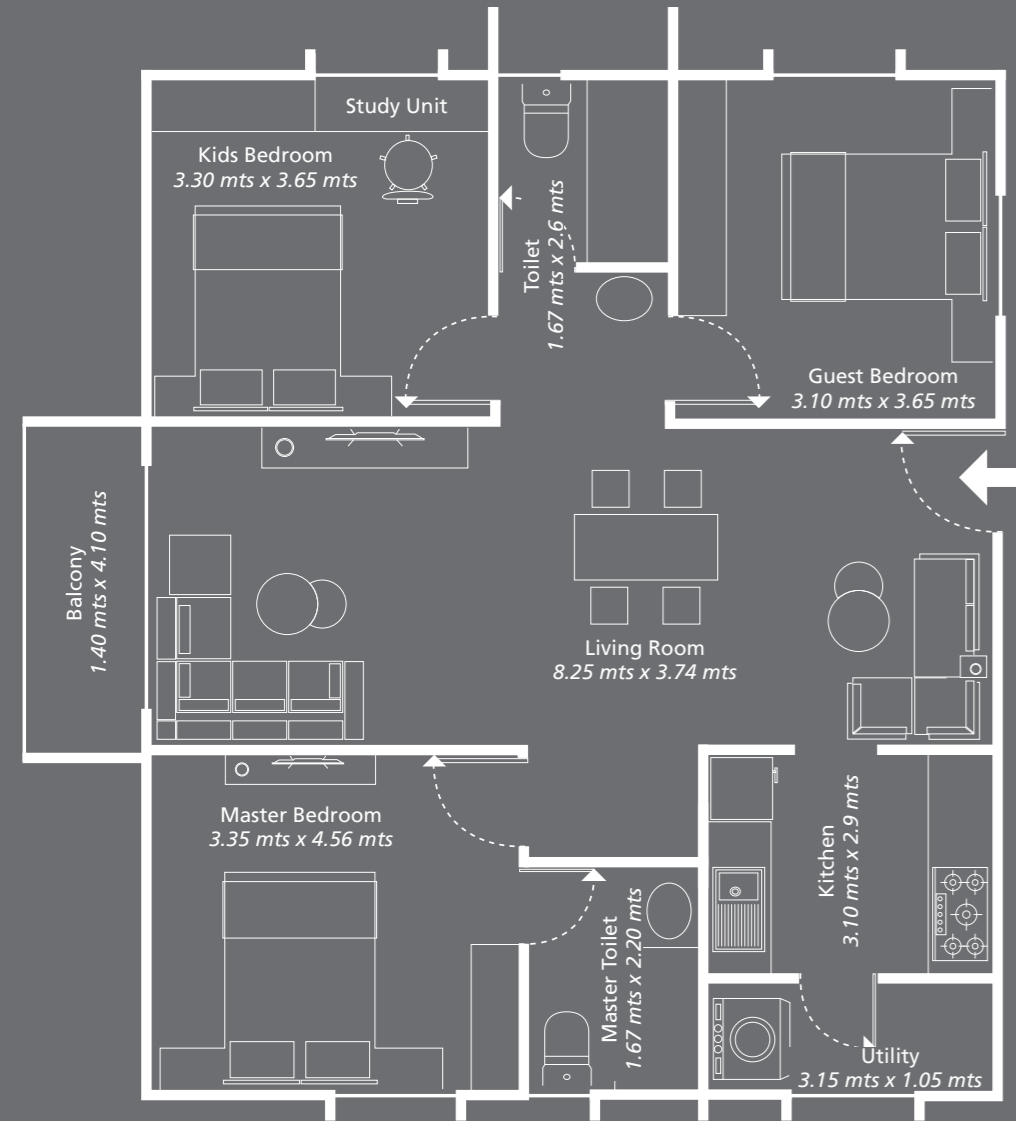 Study Unit
Kids Bedroom
3.30 mts x 3.65 mts
Toilet
1.67 mts x 2.6 mts
Guest Bedroom
3.10 mts x 3.65 mts
Balcony
1.40 mts x 4.10 mts
Living Room
8.25 mts x 3.74 mts
Master Bedroom
3.35 mts x 4.56 mts
Kitchen
3.10 mts x 2.9 mts
Master Toilet
1.67 mts x 2.20 mts
Utility
3.15 mts x 1.05 mts